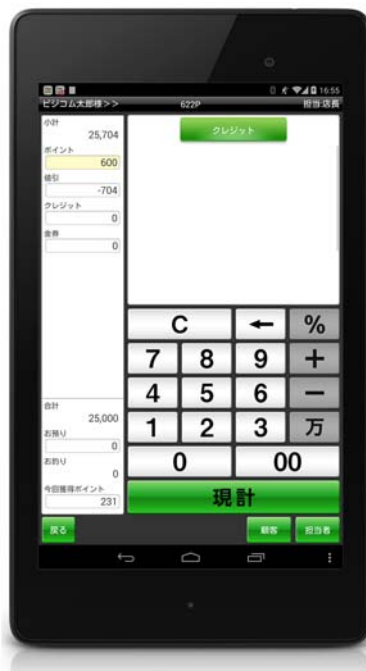 16:55
ビジコム太郎様>> 622P 担当:店長
小計
25,704
ポイント
600
値引
-704
クレジット
0
金券
0
合計
25,000
お預り
0
お釣り
0
今回獲得ポイント
231
クレジット
C ← %
7 8 9 +
4 5 6 −
1 2 3 万
0 00
現計
戻る 顧客 担当者